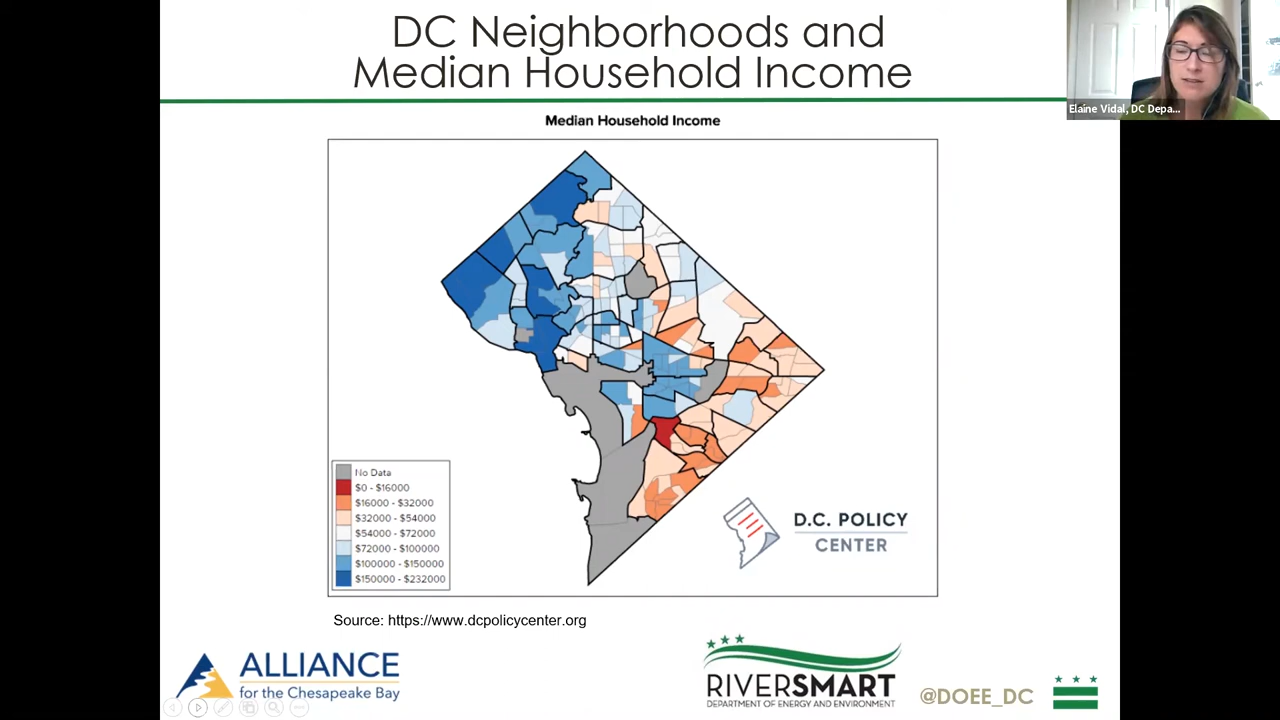 DC Neighborhoods and
Median Household Income
Elaine Vidal, DC Depa...
Median Household Income
No Data
$0 - $16000
$16000 - $32000
$32000 - $54000
$54000 - $72000
$72000 - $100000
$100000 - $150000
$150000 - $232000
D.C. POLICY
CENTER
Source: https://www.dcpolicycenter.org
ALLIANCE
for the Chesapeake Bay
RIVERSMART
DEPARTMENT OF ENERGY AND ENVIRONMENT
@DOEE_DC